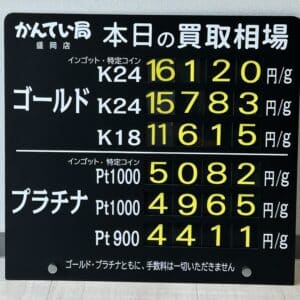 かんてい局
盛岡店
本日の買取相場
インゴット・特定コイン
K24 16120 円/g
ゴールド K24 15783 円/g
K18 11615 円/g
インゴット・特定コイン
Pt1000 5082 円/g
プラチナ Pt1000 4965 円/g
Pt900 4411 円/g
ゴールド・プラチナともに、手数料は一切いただきません